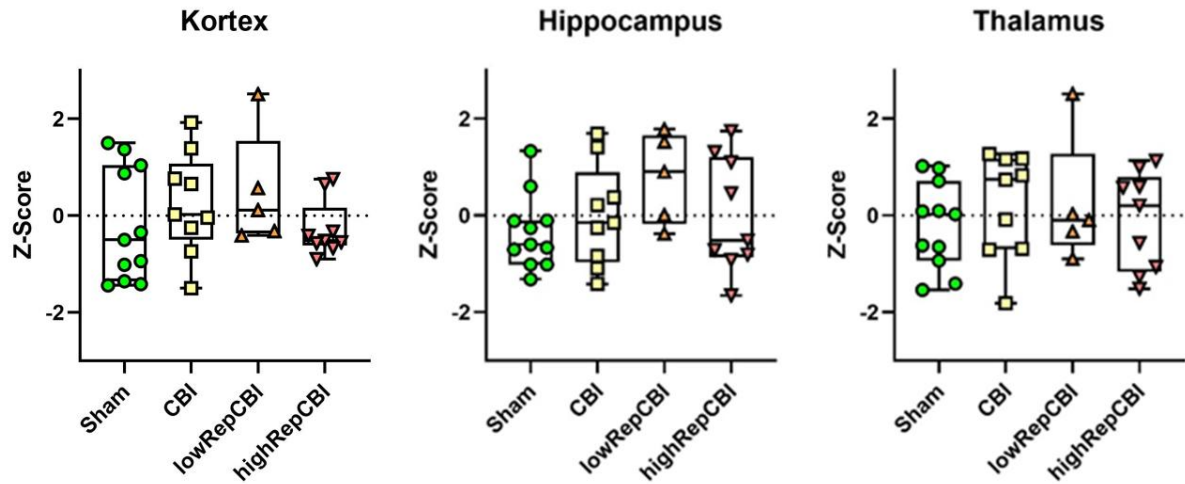 Kortex
Hippocampus
Thalamus
Z-Score
2
0
-2
Sham
CBI
lowRepCBI
highRepCBI
Z-Score
2
0
-2
Sham
CBI
lowRepCBI
highRepCBI
Z-Score
2
0
-2
Sham
CBI
lowRepCBI
highRepCBI